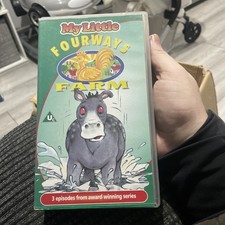 My Little
FOURWAYS
FARM
U
3 episodes from award winning series